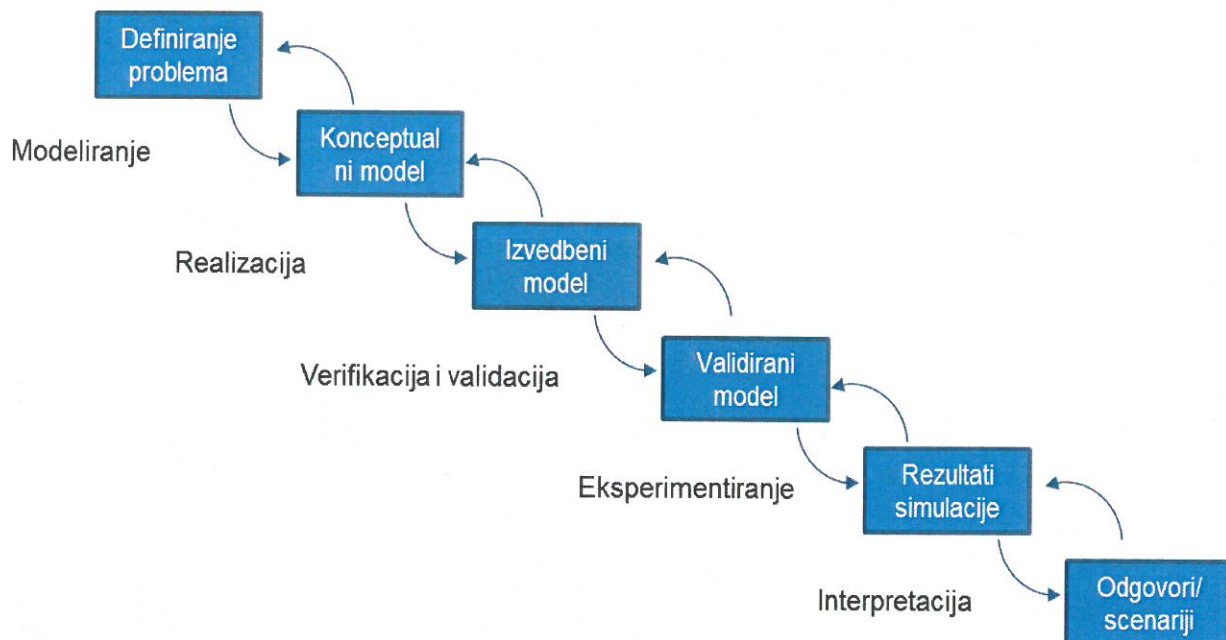 Definiranje
problema
Modeliranje
Konceptual
ni model
Realizacija
Izvedbeni
model
Verifikacija i validacija
Validirani
model
Eksperimentiranje
Rezultati
simulacije
Interpretacija
Odgovori/
scenariji